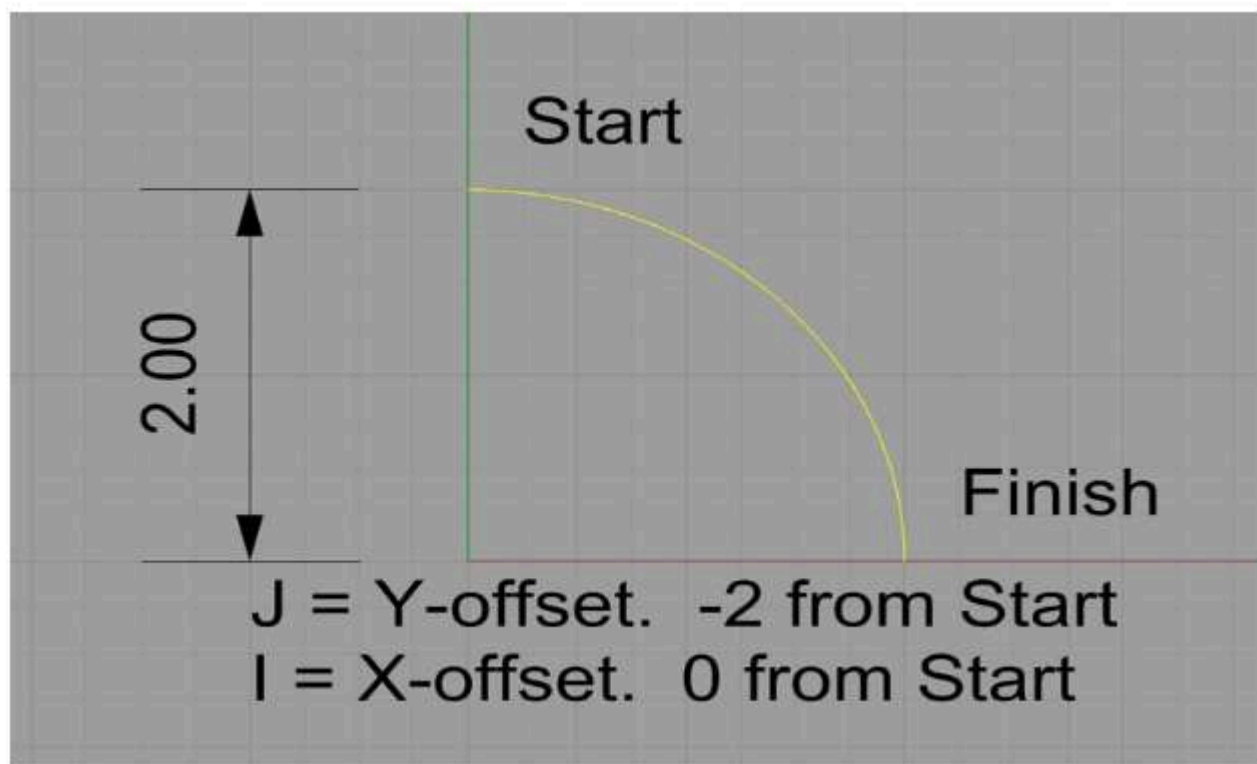 Start
2.00
Finish
J = Y-offset.  -2 from Start
I = X-offset.  0 from Start